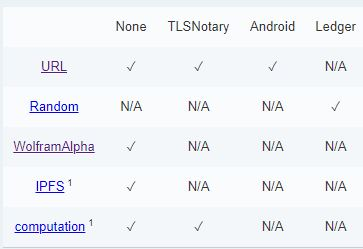 None TLSNotary Android Ledger
URL ✓ ✓ ✓ N/A
Random N/A N/A N/A ✓
WolframAlpha ✓ N/A N/A N/A
IPFS 1 ✓ N/A N/A N/A
computation 1 ✓ ✓ N/A N/A